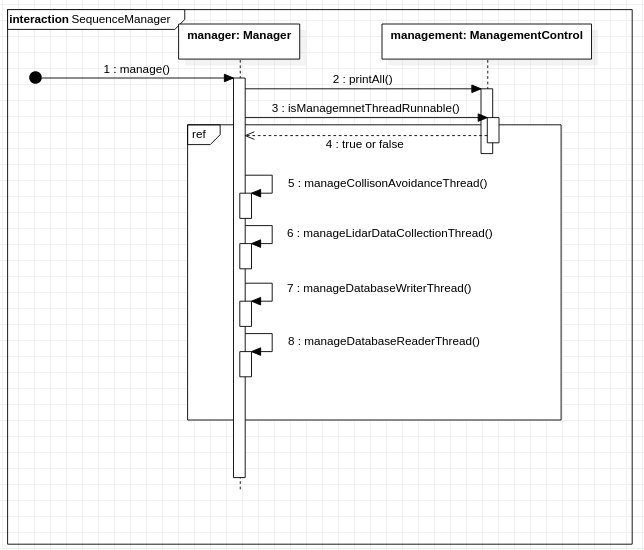 interaction SequenceManager
manager: Manager
management: ManagementControl
1 : manage()
2 : printAll()
3 : isManagemnetThreadRunnable()
ref
4 : true or false
5 : manageCollisonAvoidanceThread()
6 : manageLidarDataCollectionThread()
7 : manageDatabaseWriterThread()
8 : manageDatabaseReaderThread()